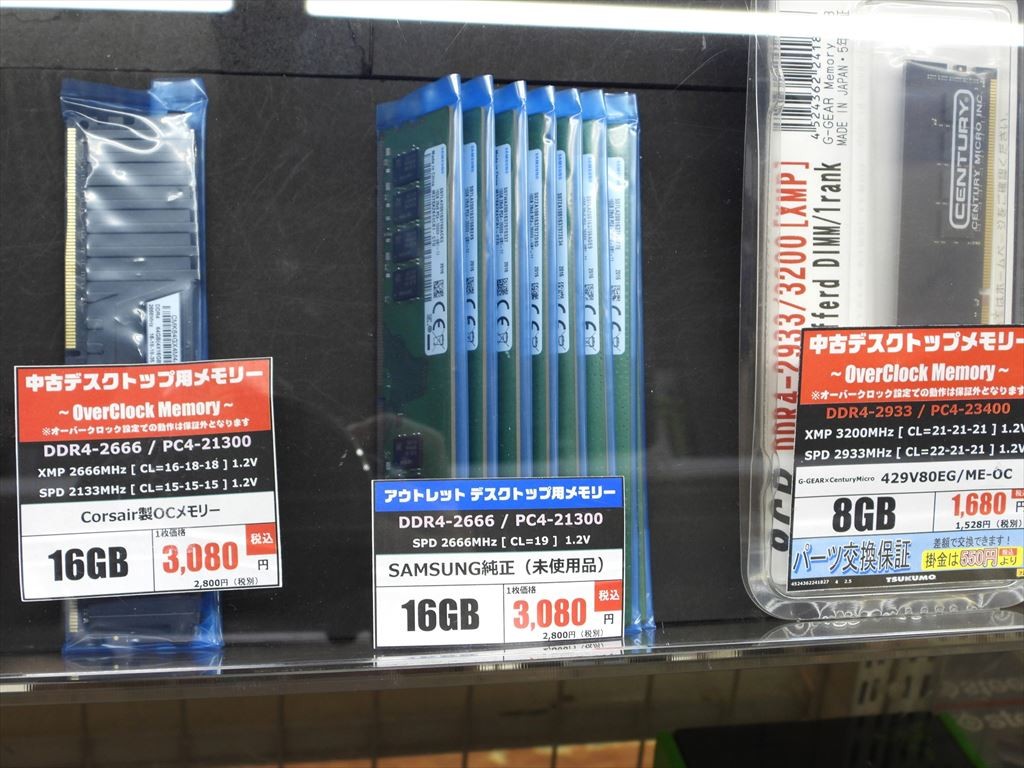 中古デスクトップ用メモリー
～ OverClock Memory ～
※オーバークロック設定での動作は保証外となります
DDR4-2666 / PC4-21300
XMP 2666MHz [ CL=16-18-18 ] 1.2V
SPD 2133MHz [ CL=15-15-15 ] 1.2V
Corsair製OCメモリー
16GB
1枚価格
3,080
税込
円
2,800円（税別）
アウトレット デスクトップ用メモリー
DDR4-2666 / PC4-21300
SPD 2666MHz [ CL=19 ] 1.2V
SAMSUNG純正（未使用品）
16GB
1枚価格
3,080
税込
円
2,800円（税別）
G-GEAR Memory
MADE IN JAPAN・5年
DDR4-2933/3200 [XMP]
fferd DIMM/1rank
8GB
CENTURY
CENTURY MICRO INC.
中古デスクトップメモリー
～ OverClock Memory ～
※オーバークロック設定での動作は保証外となります
DDR4-2933 / PC4-23400
XMP 3200MHz [ CL=21-21-21 ] 1.2V
SPD 2933MHz [ CL=22-21-21 ] 1.2V
G-GEAR×CenturyMicro 429V80EG/ME-OC
8GB
1,680
円
1,528円（税別）
パーツ交換保証
差額で交換できます！
掛金は550円より
税込
4524362241827 4 2.5
TSUKUMO